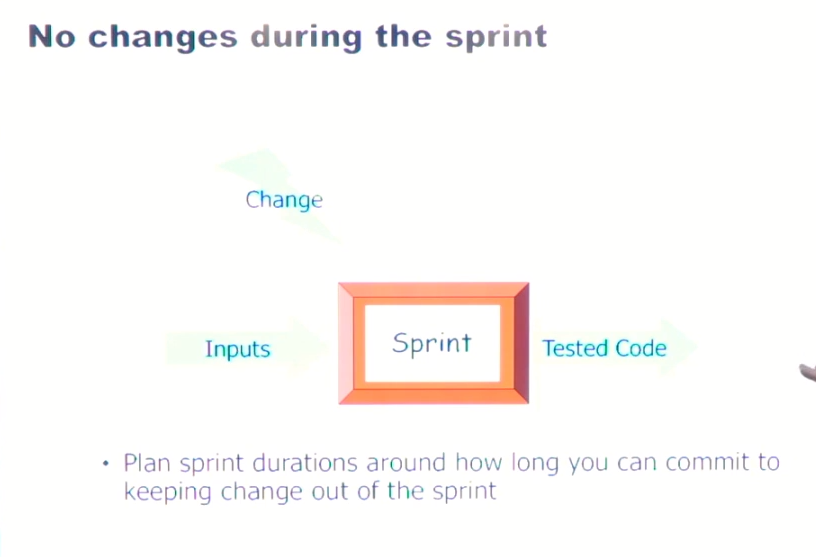 No changes during the sprint
Change
Inputs
Sprint
Tested Code
• Plan sprint durations around how long you can commit to
keeping change out of the sprint